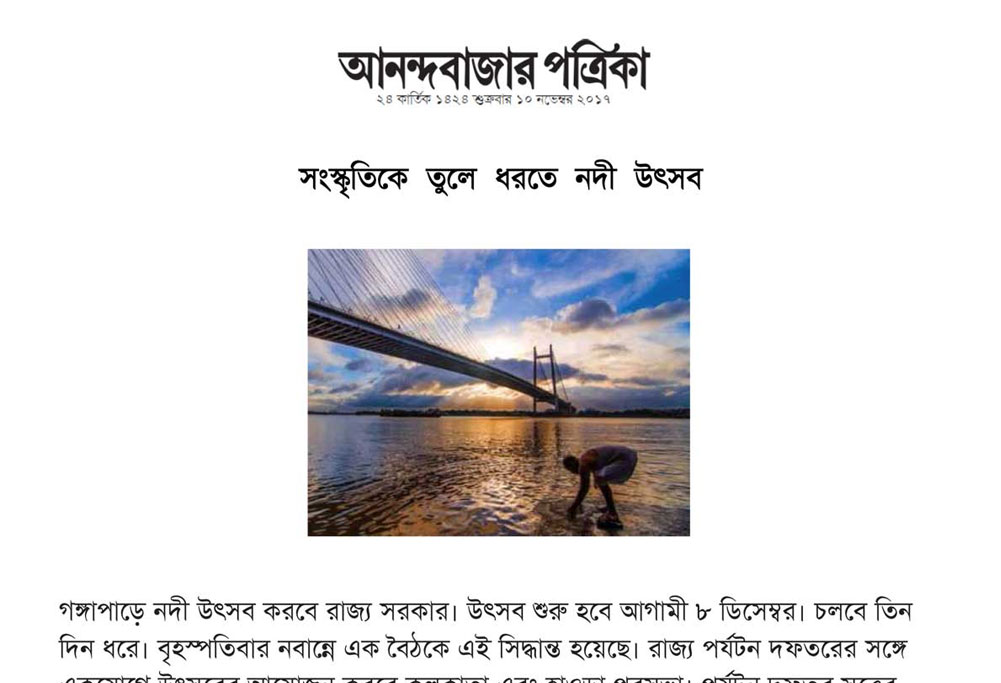 আনন্দবাজার পত্রিকা
২৪ কার্তিক ১৪২৪ শুক্রবার ১০ নভেম্বর ২০১৭
সংস্কৃতিকে তুলে ধরতে নদী উৎসব
গঙ্গাপাড়ে নদী উৎসব করবে রাজ্য সরকার। উৎসব শুরু হবে আগামী ৮ ডিসেম্বর। চলবে তিন
দিন ধরে। বৃহস্পতিবার নবান্নে এক বৈঠকে এই সিদ্ধান্ত হয়েছে। রাজ্য পর্যটন দফতরের সঙ্গে